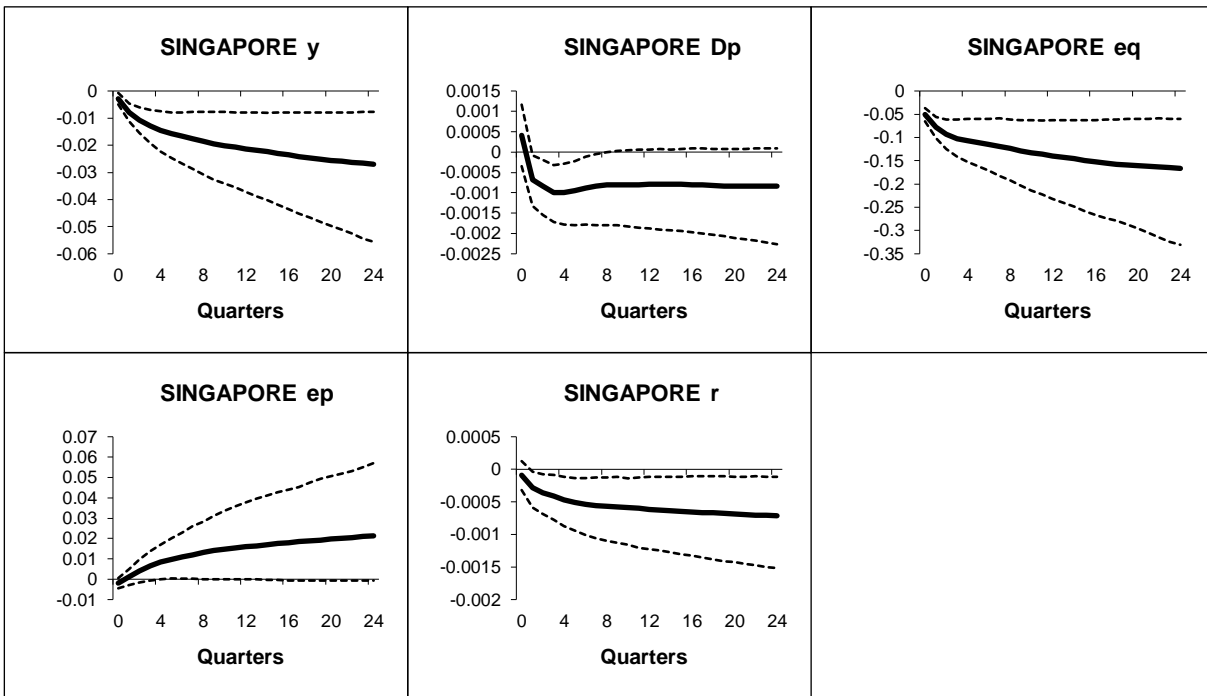 SINGAPORE y
0
-0.01
-0.02
-0.03
-0.04
-0.05
-0.06
0 4 8 12 16 20 24
Quarters
SINGAPORE Dp
0.0015
0.001
0.0005
0
-0.0005
-0.001
-0.0015
-0.002
-0.0025
0 4 8 12 16 20 24
Quarters
SINGAPORE eq
0
-0.05
-0.1
-0.15
-0.2
-0.25
-0.3
-0.35
0 4 8 12 16 20 24
Quarters
SINGAPORE ep
0.07
0.06
0.05
0.04
0.03
0.02
0.01
0
-0.01
0 4 8 12 16 20 24
Quarters
SINGAPORE r
0.0005
0
-0.0005
-0.001
-0.0015
-0.002
0 4 8 12 16 20 24
Quarters